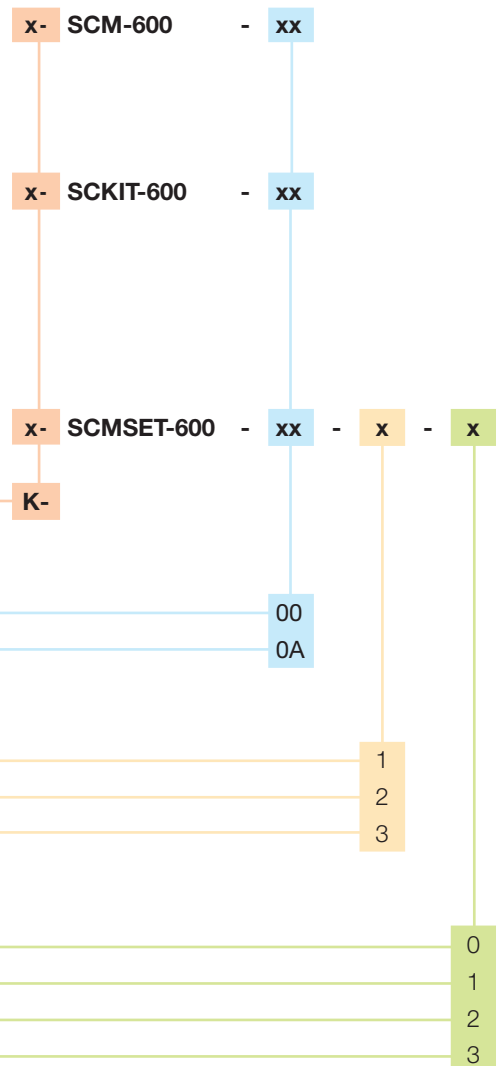 x- SCM-600 - xx
x- SCKIT-600 - xx
x- SCMSET-600 - xx - x - x
K-
00
0A
1
2
3
0
1
2
3